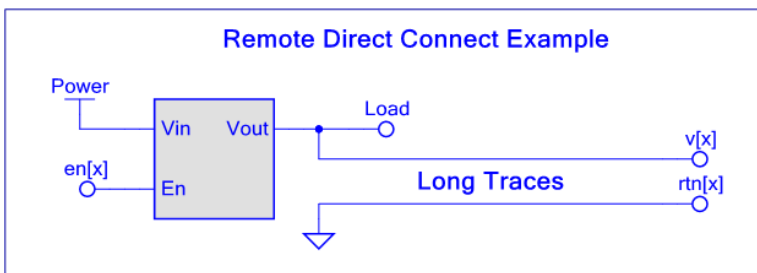 Remote Direct Connect Example
Power
Vin
Vout
Load
v[x]
en[x]
En
Long Traces
rtn[x]